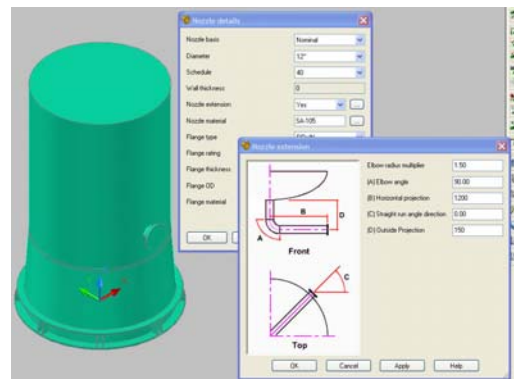 Nozzle details
Nozzle basis Nominal
Diameter 12"
Schedule 40
Wall thickness 0
Nozzle extension Yes ...
Nozzle material SA-105 ...
Flange type
Flange rating
Flange thickness
Flange OD
Flange material
OK
Nozzle extension
Elbow radius multiplier 1.50
(A) Elbow angle 90.00
(B) Horizontal projection 1200
(C) Straight run angle direction 0.00
(D) Outside Projection 150
B
D
A
Front
C
Top
OK Cancel Apply Help